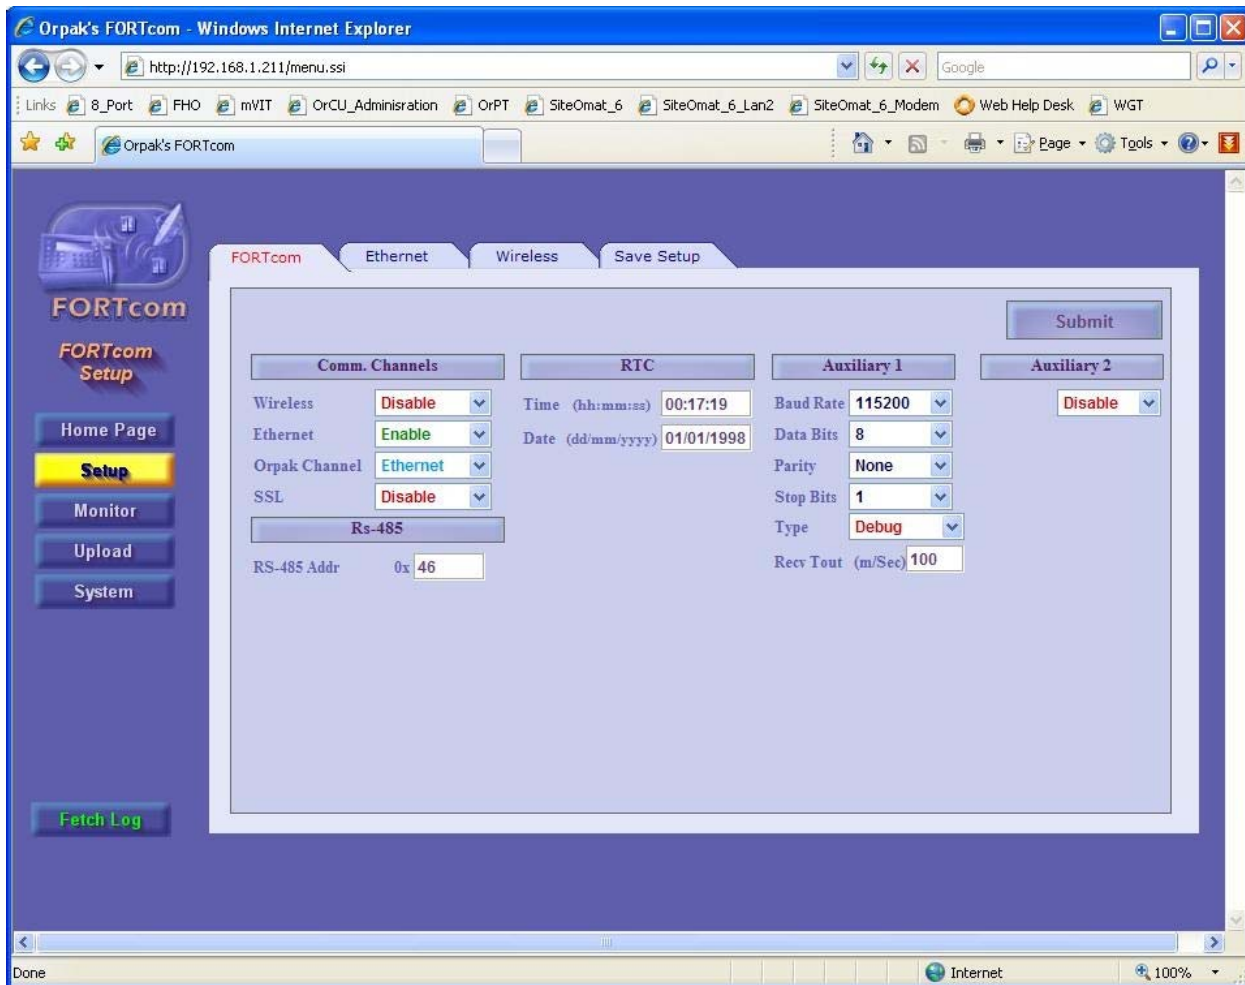 Orpak's FORTcom - Windows Internet Explorer
http://192.168.1.211/menu.ssi
Google
Links 8_Port FHO mVIT OrCU_Adminisration OrPT SiteOmat_6 SiteOmat_6_Lan2 SiteOmat_6_Modem Web Help Desk WGT
Orpak's FORTcom
Page Tools
FORTcom
FORTcom
Setup
Home Page
Setup
Monitor
Upload
System
Fetch Log
FORTcom Ethernet Wireless Save Setup
Submit
Comm. Channels
Wireless Disable
Ethernet Enable
Orpak Channel Ethernet
SSL Disable
Rs-485
RS-485 Addr 0x 46
RTC
Time (hh:mm:ss) 00:17:19
Date (dd/mm/yyyy) 01/01/1998
Auxiliary 1
Baud Rate 115200
Data Bits 8
Parity None
Stop Bits 1
Type Debug
Recv Tout (m/Sec) 100
Auxiliary 2
Disable
Done
Internet
100%